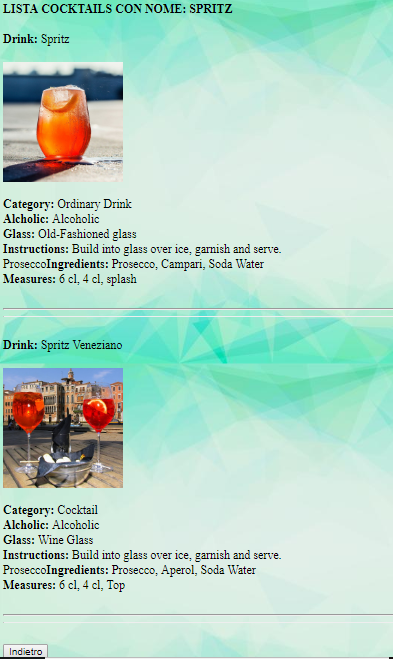 LISTA COCKTAILS CON NOME: SPRITZ
Drink: Spritz
Category: Ordinary Drink
Alcholic: Alcoholic
Glass: Old-Fashioned glass
Instructions: Build into glass over ice, garnish and serve.
ProseccoIngredients: Prosecco, Campari, Soda Water
Measures: 6 cl, 4 cl, splash
Drink: Spritz Veneziano
Category: Cocktail
Alcholic: Alcoholic
Glass: Wine Glass
Instructions: Build into glass over ice, garnish and serve.
ProseccoIngredients: Prosecco, Aperol, Soda Water
Measures: 6 cl, 4 cl, Top
Indietro